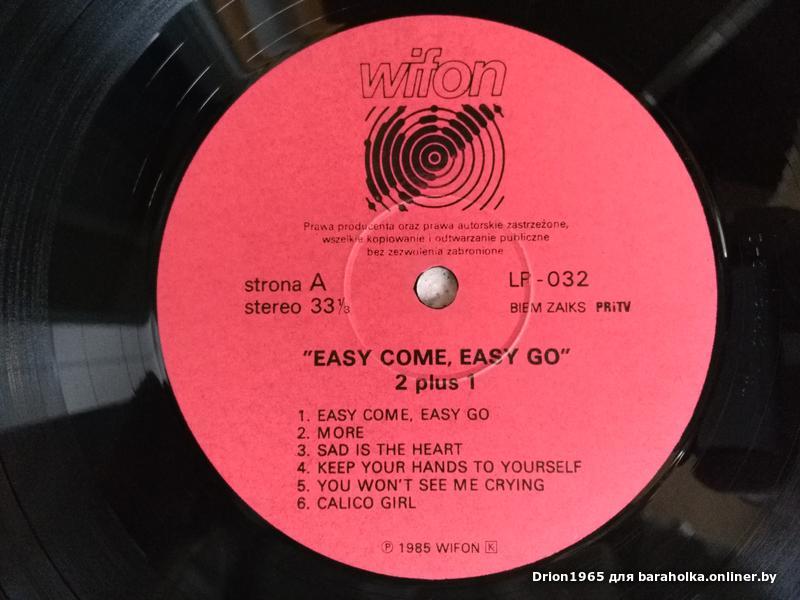 wifon
Prawa producenta oraz prawa autorskie zastrzeżone,
wszelkie kopiowanie i odtwarzanie publiczne
bez zezwolenia zabronione
strona A
stereo 33 1/3
LP - 032
BIEM ZAIKS PRiTV
"EASY COME, EASY GO"
2 plus 1
1. EASY COME, EASY GO
2. MORE
3. SAD IS THE HEART
4. KEEP YOUR HANDS TO YOURSELF
5. YOU WON'T SEE ME CRYING
6. CALICO GIRL
Ⓟ 1985 WIFON K
Drion1965 для baraholka.onliner.by